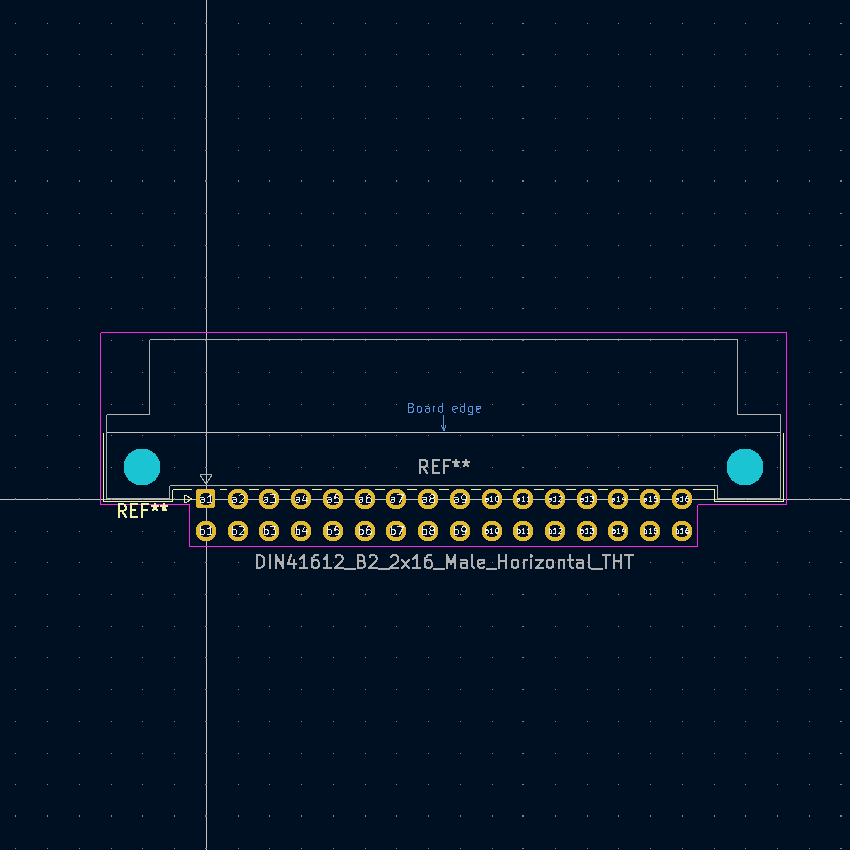 Board edge
REF**
a1 a2 a3 a4 a5 a6 a7 a8 a9 a10 a11 a12 a13 a14 a15 a16
REF**
b1 b2 b3 b4 b5 b6 b7 b8 b9 b10 b11 b12 b13 b14 b15 b16
DIN41612_B2_2x16_Male_Horizontal_THT